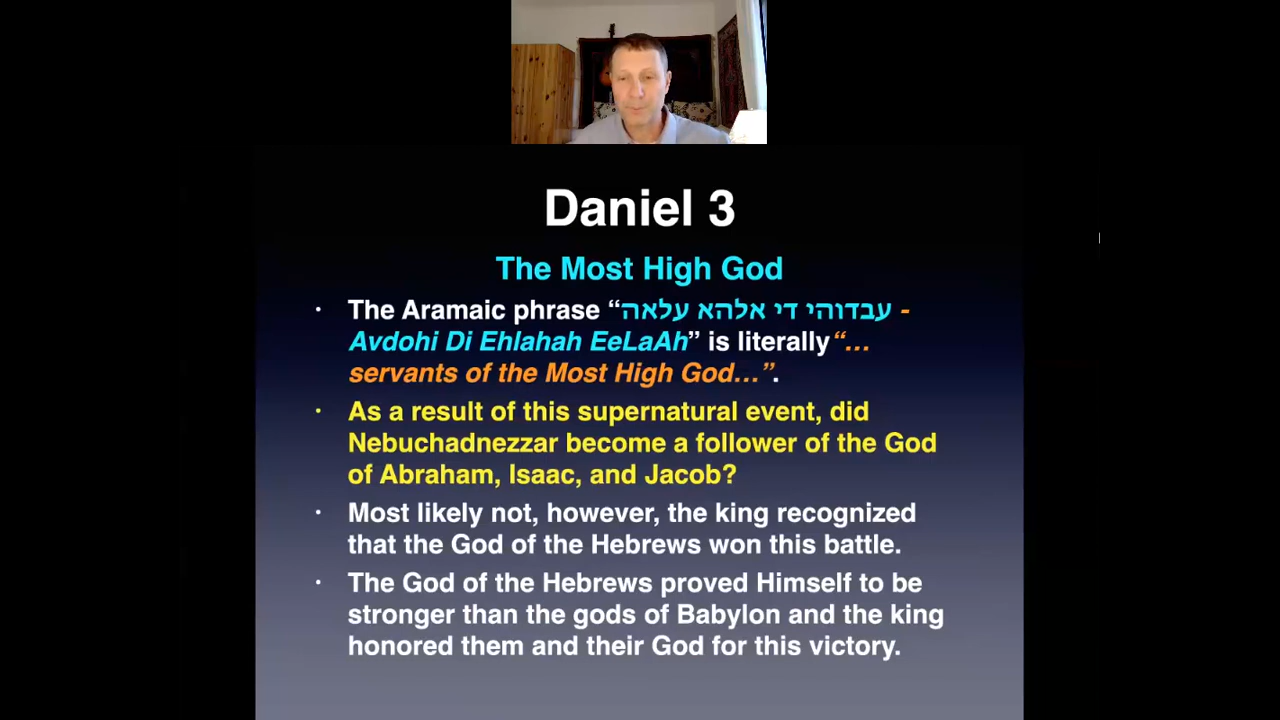 Daniel 3
The Most High God
• The Aramaic phrase “עבדוהי די אלהא עלאה -
Avdohi Di Ehlahah EeLaAh” is literally “…
servants of the Most High God…”.
• As a result of this supernatural event, did
Nebuchadnezzar become a follower of the God
of Abraham, Isaac, and Jacob?
• Most likely not, however, the king recognized
that the God of the Hebrews won this battle.
• The God of the Hebrews proved Himself to be
stronger than the gods of Babylon and the king
honored them and their God for this victory.